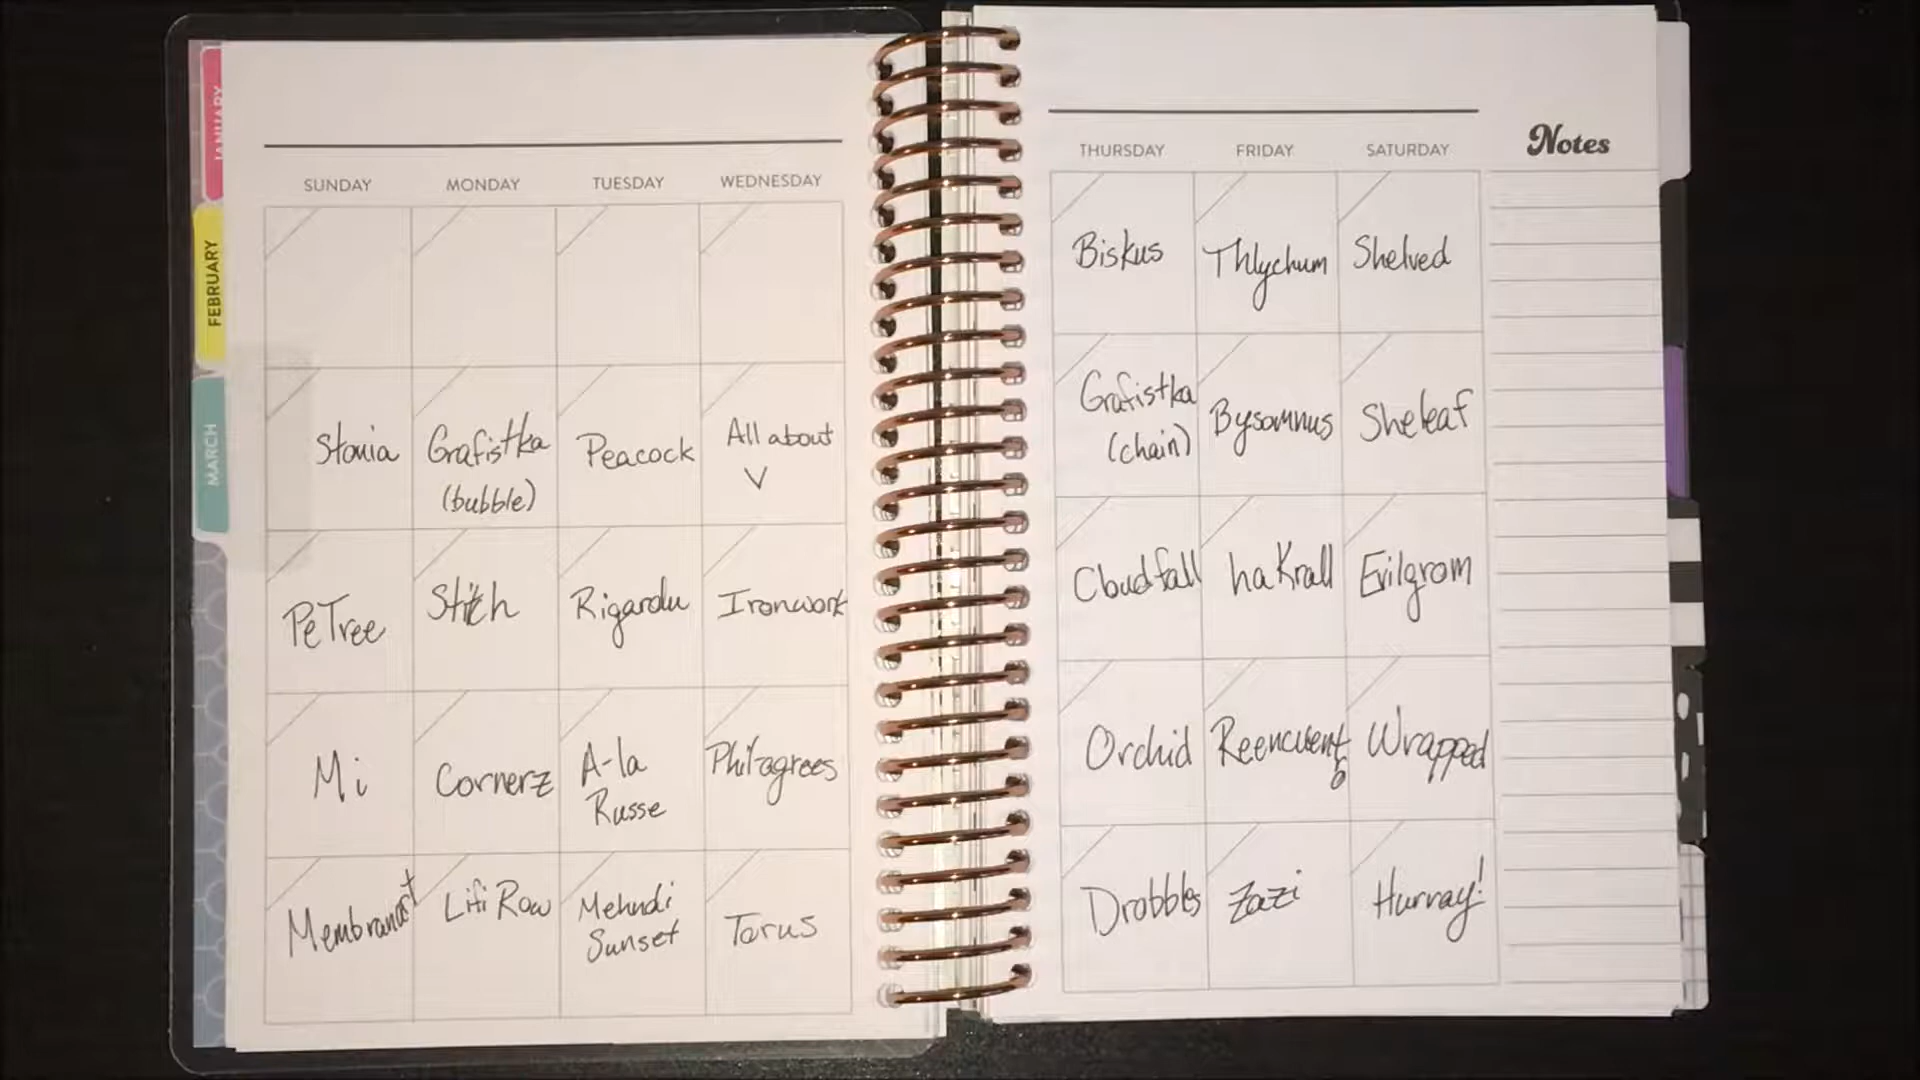 JANUARY
FEBRUARY
MARCH
SUNDAY MONDAY TUESDAY WEDNESDAY
THURSDAY FRIDAY SATURDAY
Notes
Biskus
Thlychum
Shelved
Stonia
Grafistka
(bubble)
Peacock
All about
V
Grafistka
(chain)
Bysomnus
Sheleaf
PeTree
Stitch
Rigardu
Ironwork
Cloudfall
haKrall
Evilgrom
Mi
Cornerz
A-la
Russe
Philagrees
Orchid
Reencuentro
Wrapped
Membranart
Lifi Row
Mehndi
Sunset
Torus
Drobbles
Zazi
Hurray!